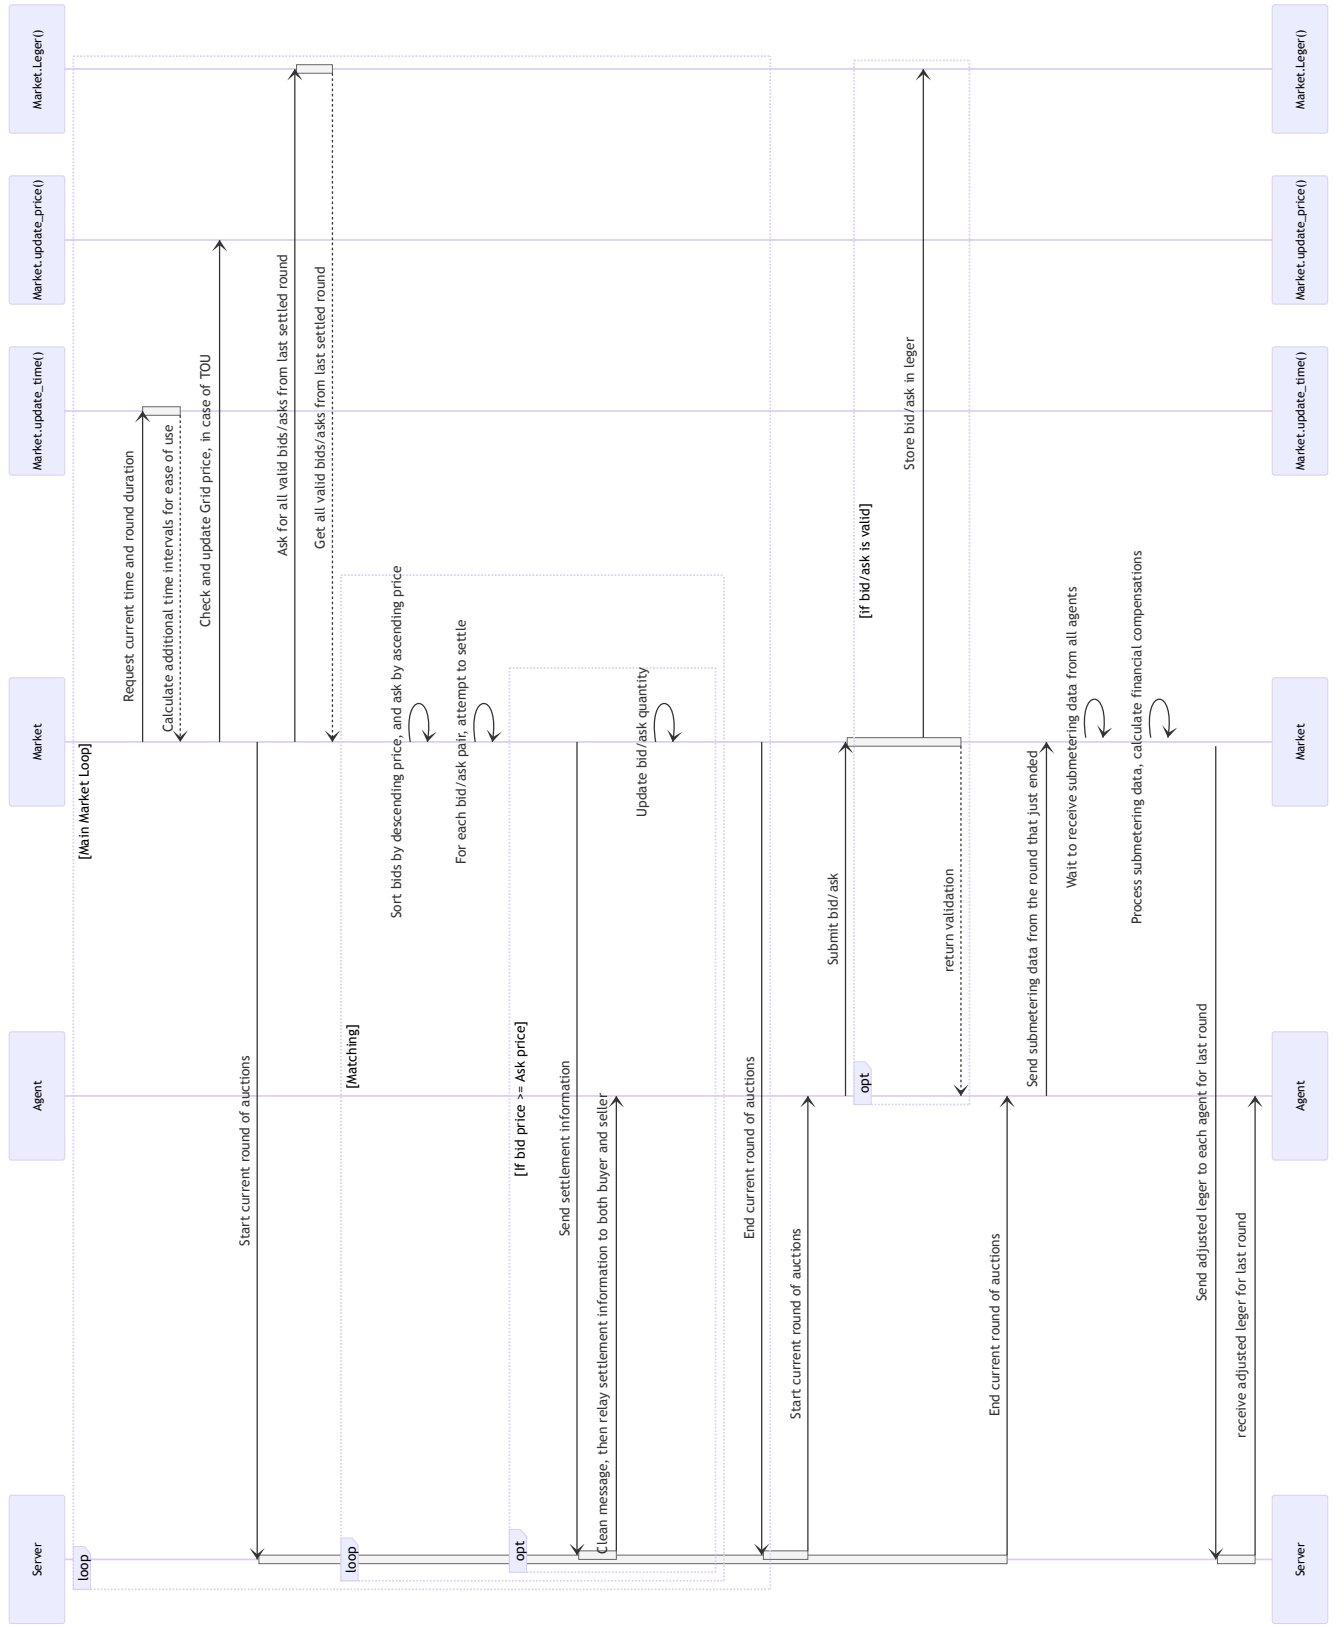 Server
Agent
Market
Market.update_time()
Market.update_price()
Market.Leger()
loop
[Main Market Loop]
Request current time and round duration
Calculate additional time intervals for ease of use
Check and update Grid price, in case of TOU
Start current round of auctions
Ask for all valid bids/asks from last settled round
Get all valid bids/asks from last settled round
loop
[Matching]
Sort bids by descending price, and ask by ascending price
For each bid/ask pair, attempt to settle
opt
[If bid price >= Ask price]
Send settlement information
Clean message, then relay settlement information to both buyer and seller
Update bid/ask quantity
End current round of auctions
Start current round of auctions
Submit bid/ask
opt
[if bid/ask is valid]
Store bid/ask in leger
return validation
End current round of auctions
Send submetering data from the round that just ended
Wait to receive submetering data from all agents
Process submetering data, calculate financial compensations
Send adjusted leger to each agent for last round
receive adjusted leger for last round
Server
Agent
Market
Market.update_time()
Market.update_price()
Market.Leger()